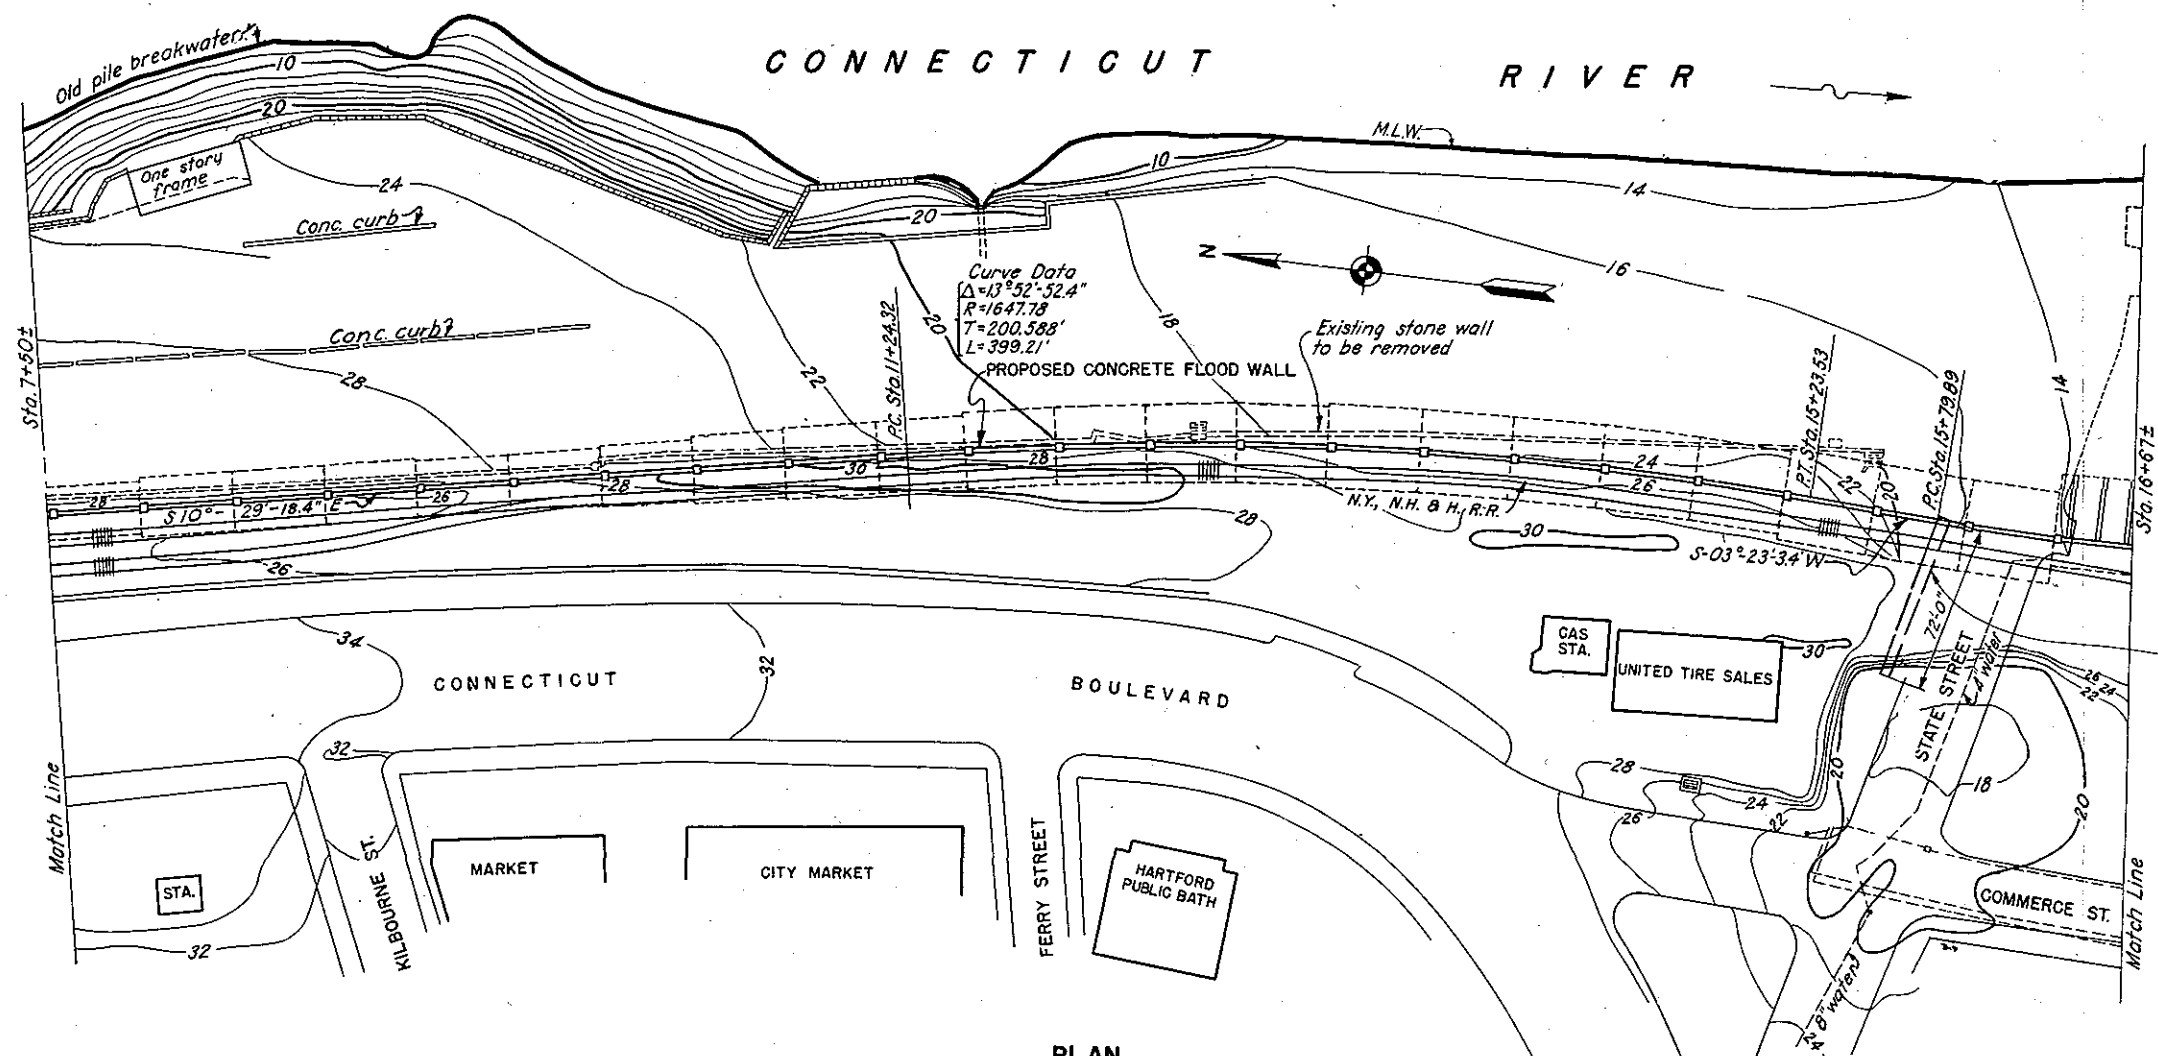 CONNECTICUT RIVER
Old pile breakwater
10
20
M.L.W.
10
14
One story
frame
24
Conc. curb
20
16
N
Curve Data
Δ=13°52'-52.4"
R=1647.78
T=200.588'
L=399.21'
Sta. 7+50±
Conc. curb
28
22
P.C. Sta. 11+24.32
20
18
Existing stone wall
to be removed
PROPOSED CONCRETE FLOOD WALL
P.T. Sta. 15+23.53
P.C. Sta. 15+79.89
14
Sta. 16+67±
28
S10°-29'-18.4" E
26
28
30
28
24
26
22
20
N.Y., N.H. & H. R.R.
28
30
S-03°-23'-3.4' W
26
72'-0"
34
32
CONNECTICUT BOULEVARD
GAS
STA.
UNITED TIRE SALES
30
STATE STREET
26
24
22
32
28
24
26
22
20
18
20
Match Line
STA.
32
KILBOURNE ST.
MARKET
CITY MARKET
FERRY STREET
HARTFORD
PUBLIC BATH
COMMERCE ST.
Match Line
PLAN